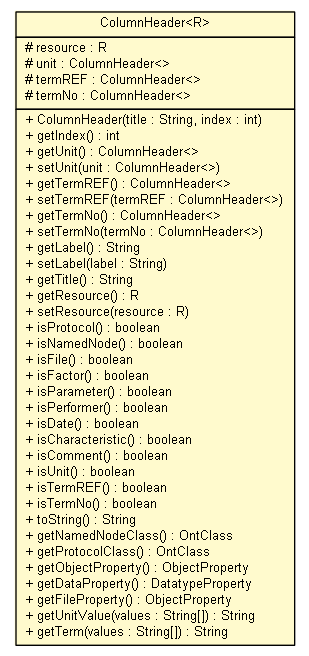 ColumnHeader<R>
# resource : R
# unit : ColumnHeader<>
# termREF : ColumnHeader<>
# termNo : ColumnHeader<>
+ ColumnHeader(title : String, index : int)
+ getIndex() : int
+ getUnit() : ColumnHeader<>
+ setUnit(unit : ColumnHeader<>)
+ getTermREF() : ColumnHeader<>
+ setTermREF(termREF : ColumnHeader<>)
+ getTermNo() : ColumnHeader<>
+ setTermNo(termNo : ColumnHeader<>)
+ getLabel() : String
+ setLabel(label : String)
+ getTitle() : String
+ getResource() : R
+ setResource(resource : R)
+ isProtocol() : boolean
+ isNamedNode() : boolean
+ isFile() : boolean
+ isFactor() : boolean
+ isParameter() : boolean
+ isPerformer() : boolean
+ isDate() : boolean
+ isCharacteristic() : boolean
+ isComment() : boolean
+ isUnit() : boolean
+ isTermREF() : boolean
+ isTermNo() : boolean
+ toString() : String
+ getNamedNodeClass() : OntClass
+ getProtocolClass() : OntClass
+ getObjectProperty() : ObjectProperty
+ getDataProperty() : DatatypeProperty
+ getFileProperty() : ObjectProperty
+ getUnitValue(values : String[]) : String
+ getTerm(values : String[]) : String